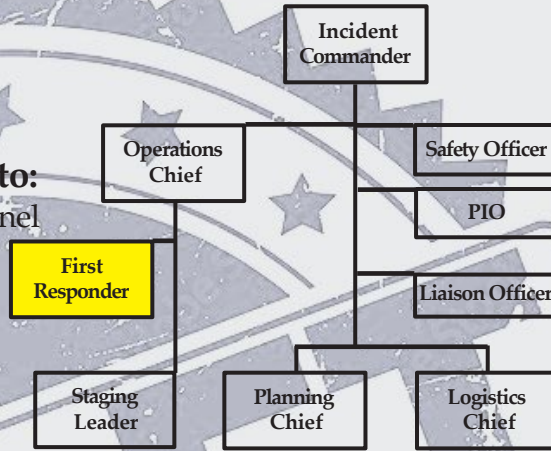 Incident
Commander
Operations
Chief
Safety Officer
to:
nel
PIO
First
Responder
Liaison Officer
Staging
Leader
Planning
Chief
Logistics
Chief